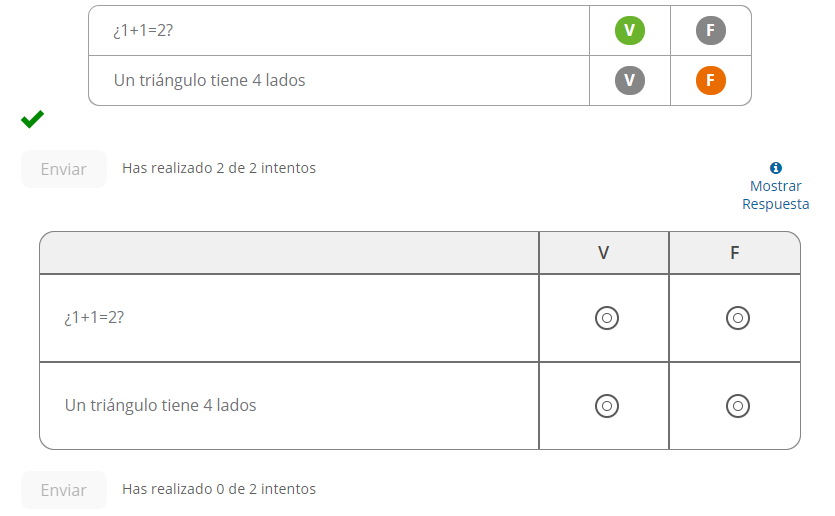 ¿1+1=2? V F
Un triángulo tiene 4 lados V F
Enviar Has realizado 2 de 2 intentos
Mostrar
Respuesta
V F
¿1+1=2?
Un triángulo tiene 4 lados
Enviar Has realizado 0 de 2 intentos